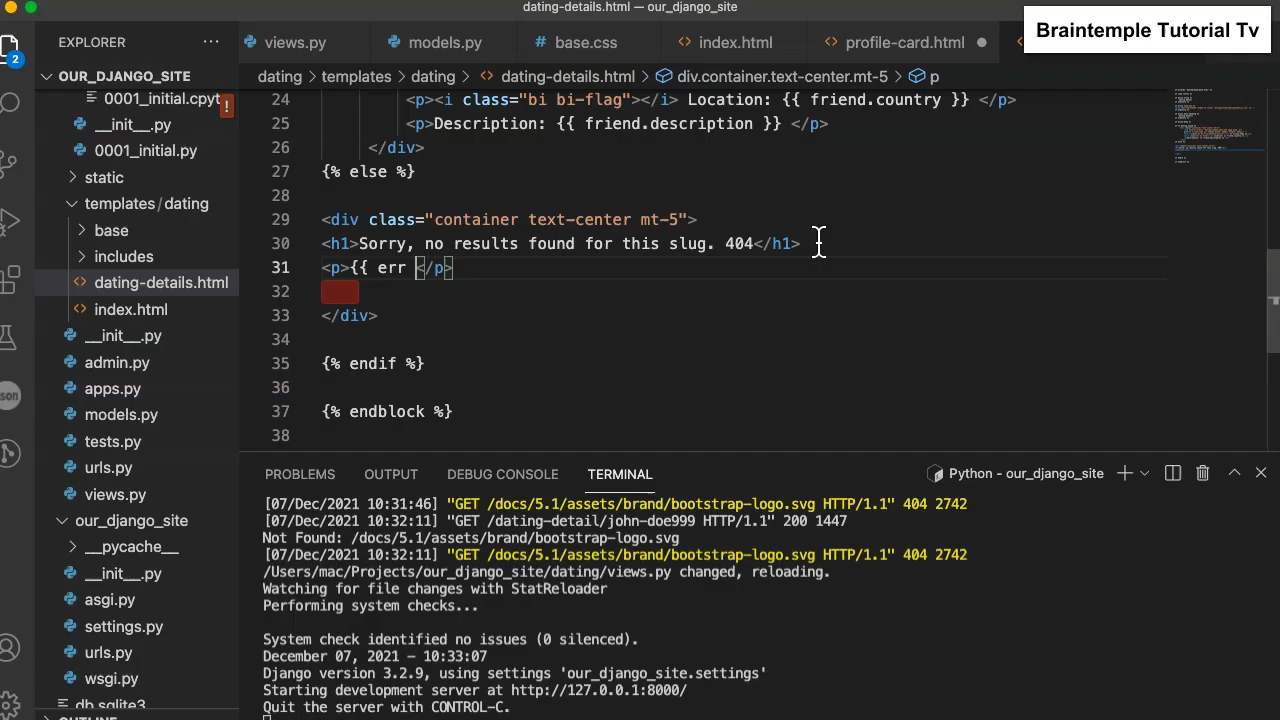 dating-details.html — our_django_site
Braintemple Tutorial Tv
2
EXPLORER
views.py
models.py
# base.css
<> index.html
<> profile-card.html
OUR_DJANGO_SITE
dating > templates > dating > <> dating-details.html > div.container.text-center.mt-5 > p
0001_initial.cpyt
!
__init__.py
0001_initial.py
static
templates/dating
base
includes
<> dating-details.html
<> index.html
__init__.py
admin.py
apps.py
models.py
tests.py
urls.py
views.py
our_django_site
__pycache__
__init__.py
asgi.py
settings.py
urls.py
wsgi.py
db.sqlite3
OUTLINE
son
24 <p><i class="bi bi-flag"></i> Location: {{ friend.country }} </p>
25 <p>Description: {{ friend.description }} </p>
26 </div>
27 {% else %}
28
29 <div class="container text-center mt-5">
30 <h1>Sorry, no results found for this slug. 404</h1>
31 <p>{{ err </p>
32
33 </div>
34
35 {% endif %}
36
37 {% endblock %}
38
PROBLEMS OUTPUT DEBUG CONSOLE TERMINAL
Python - our_django_site
[07/Dec/2021 10:31:46] "GET /docs/5.1/assets/brand/bootstrap-logo.svg HTTP/1.1" 404 2742
[07/Dec/2021 10:32:11] "GET /dating-detail/john-doe999 HTTP/1.1" 200 1447
Not Found: /docs/5.1/assets/brand/bootstrap-logo.svg
[07/Dec/2021 10:32:11] "GET /docs/5.1/assets/brand/bootstrap-logo.svg HTTP/1.1" 404 2742
/Users/mac/Projects/our_django_site/dating/views.py changed, reloading.
Watching for file changes with StatReloader
Performing system checks...
System check identified no issues (0 silenced).
December 07, 2021 - 10:33:07
Django version 3.2.9, using settings 'our_django_site.settings'
Starting development server at http://127.0.0.1:8000/
Quit the server with CONTROL-C.